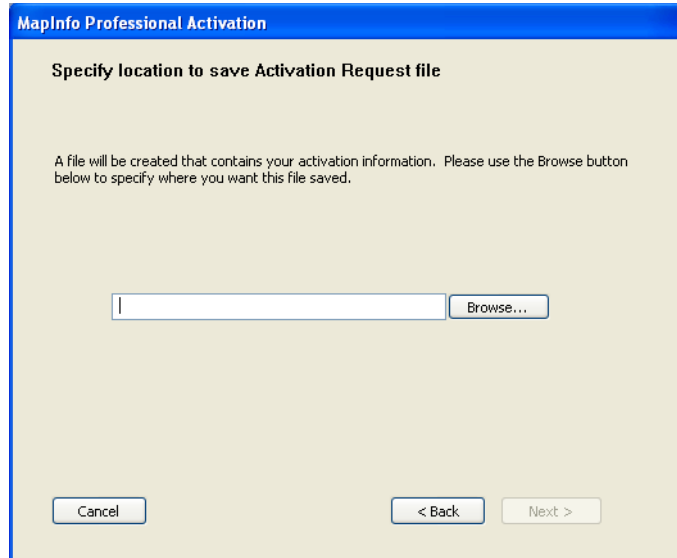 MapInfo Professional Activation
Specify location to save Activation Request file
A file will be created that contains your activation information.  Please use the Browse button
below to specify where you want this file saved.
Browse...
Cancel
< Back
Next >